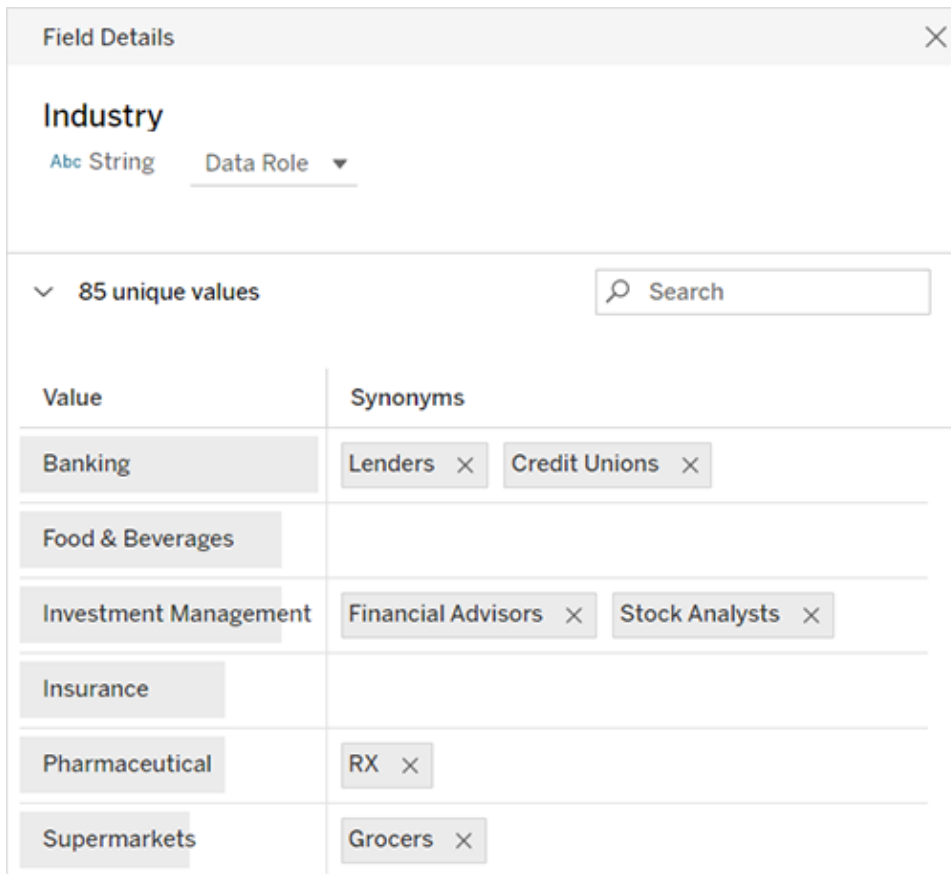 Field Details
Industry
Abc String Data Role
85 unique values Search
Value Synonyms
Banking Lenders Credit Unions
Food & Beverages
Investment Management Financial Advisors Stock Analysts
Insurance
Pharmaceutical RX
Supermarkets Grocers